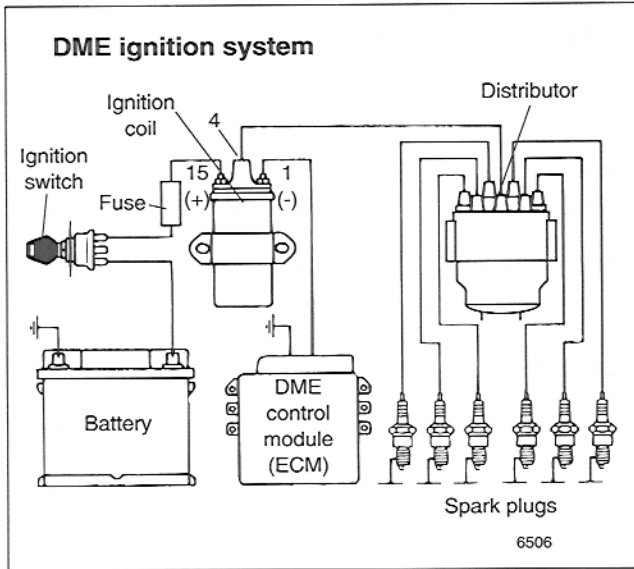 DME ignition system
Ignition
coil
4
Distributor
Ignition
switch
15
1
Fuse
(+)
(-)
Battery
DME
control
module
(ECM)
Spark plugs
6506